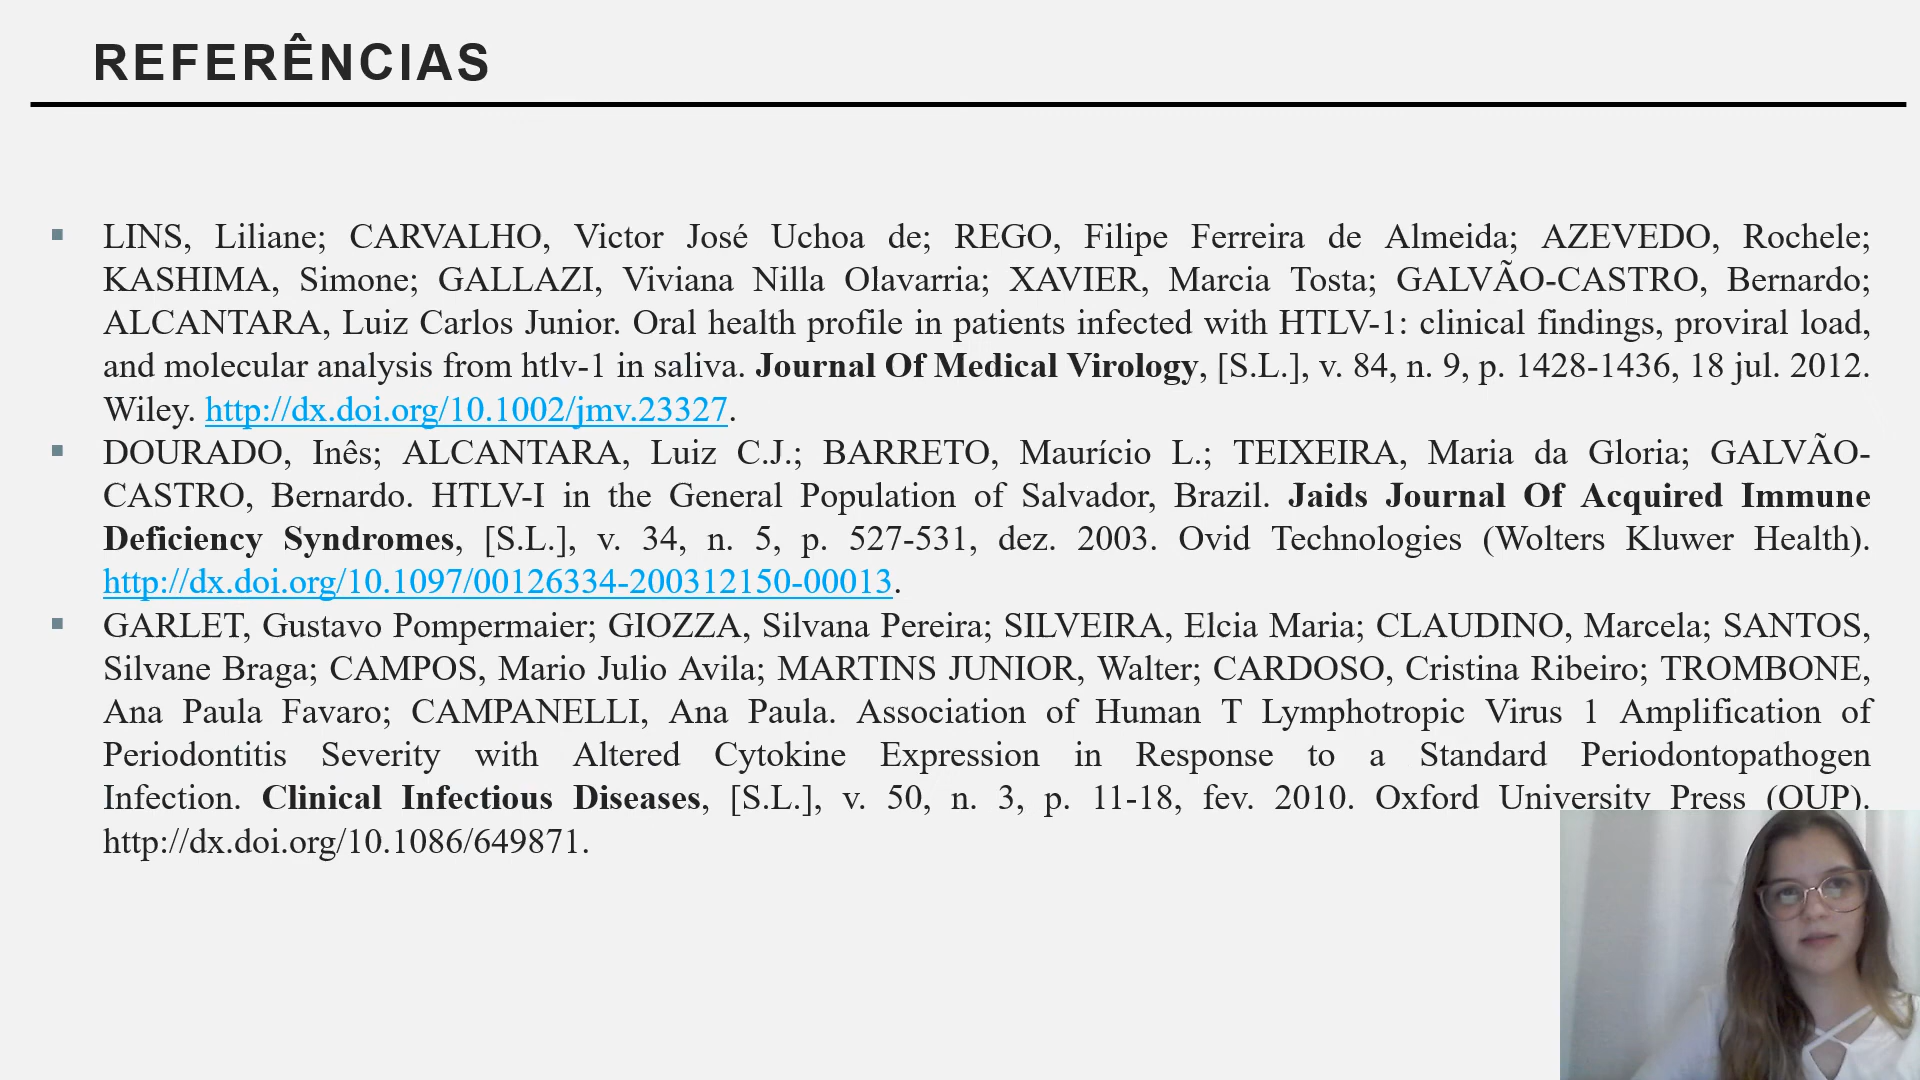 REFERÊNCIAS
LINS, Liliane; CARVALHO, Victor José Uchoa de; REGO, Filipe Ferreira de Almeida; AZEVEDO, Rochele;
KASHIMA, Simone; GALLAZI, Viviana Nilla Olavarria; XAVIER, Marcia Tosta; GALVÃO-CASTRO, Bernardo;
ALCANTARA, Luiz Carlos Junior. Oral health profile in patients infected with HTLV-1: clinical findings, proviral load,
and molecular analysis from htlv-1 in saliva. Journal Of Medical Virology, [S.L.], v. 84, n. 9, p. 1428-1436, 18 jul. 2012.
Wiley. http://dx.doi.org/10.1002/jmv.23327.
DOURADO, Inês; ALCANTARA, Luiz C.J.; BARRETO, Maurício L.; TEIXEIRA, Maria da Gloria; GALVÃO-
CASTRO, Bernardo. HTLV-I in the General Population of Salvador, Brazil. Jaids Journal Of Acquired Immune
Deficiency Syndromes, [S.L.], v. 34, n. 5, p. 527-531, dez. 2003. Ovid Technologies (Wolters Kluwer Health).
http://dx.doi.org/10.1097/00126334-200312150-00013.
GARLET, Gustavo Pompermaier; GIOZZA, Silvana Pereira; SILVEIRA, Elcia Maria; CLAUDINO, Marcela; SANTOS,
Silvane Braga; CAMPOS, Mario Julio Avila; MARTINS JUNIOR, Walter; CARDOSO, Cristina Ribeiro; TROMBONE,
Ana Paula Favaro; CAMPANELLI, Ana Paula. Association of Human T Lymphotropic Virus 1 Amplification of
Periodontitis Severity with Altered Cytokine Expression in Response to a Standard Periodontopathogen
Infection. Clinical Infectious Diseases, [S.L.], v. 50, n. 3, p. 11-18, fev. 2010. Oxford University Press (OUP).
http://dx.doi.org/10.1086/649871.